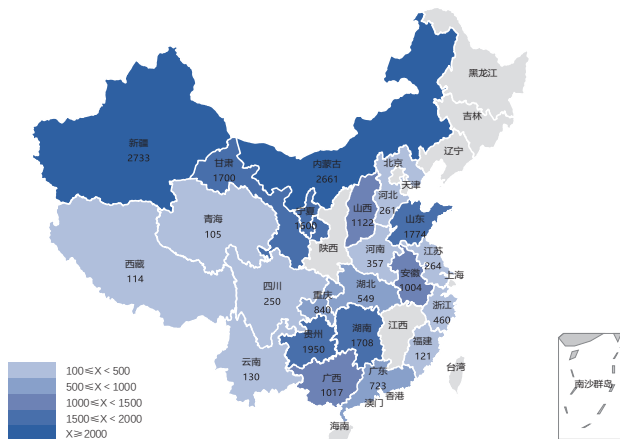 黑龙江
吉林
辽宁
新疆
2733
甘肃
1700
内蒙古
2661
北京
天津
河北
261
宁夏
1500
山西
1122
山东
1774
青海
105
陕西
河南
357
江苏
264
西藏
114
四川
250
重庆
840
湖北
549
安徽
1004
上海
浙江
460
贵州
1950
湖南
1708
江西
福建
121
云南
130
广西
1017
广东
723
台湾
香港
澳门
海南
南沙群岛
100≤X<500
500≤X<1000
1000≤X<1500
1500≤X<2000
X≥2000